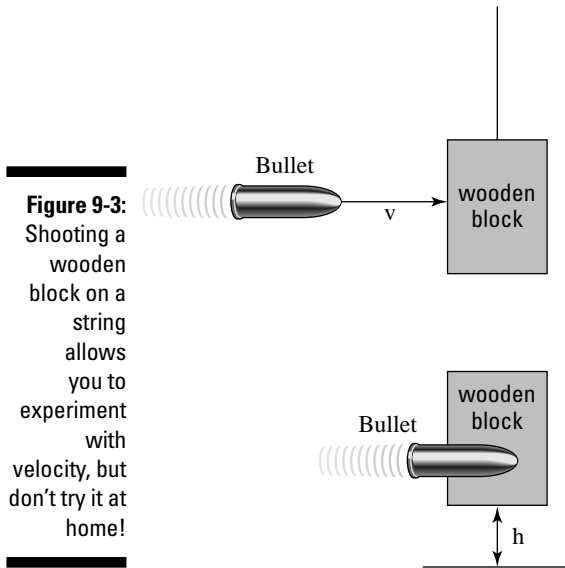 Bullet
v
wooden
block
Figure 9-3:
Shooting a
wooden
block on a
string
allows
you to
experiment
with
velocity, but
don't try it at
home!
wooden
block
Bullet
h